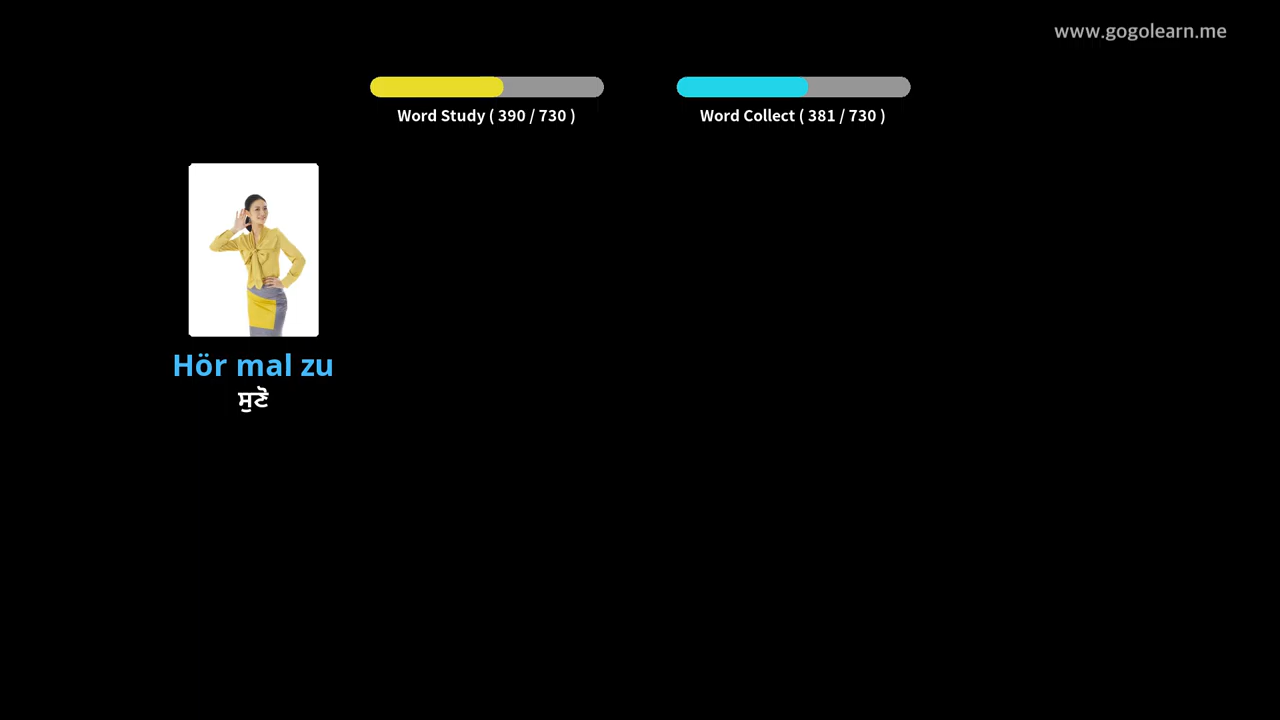 www.gogolearn.me
Word Study ( 390 / 730 )
Word Collect ( 381 / 730 )
Hör mal zu
ਸੁਣੋ